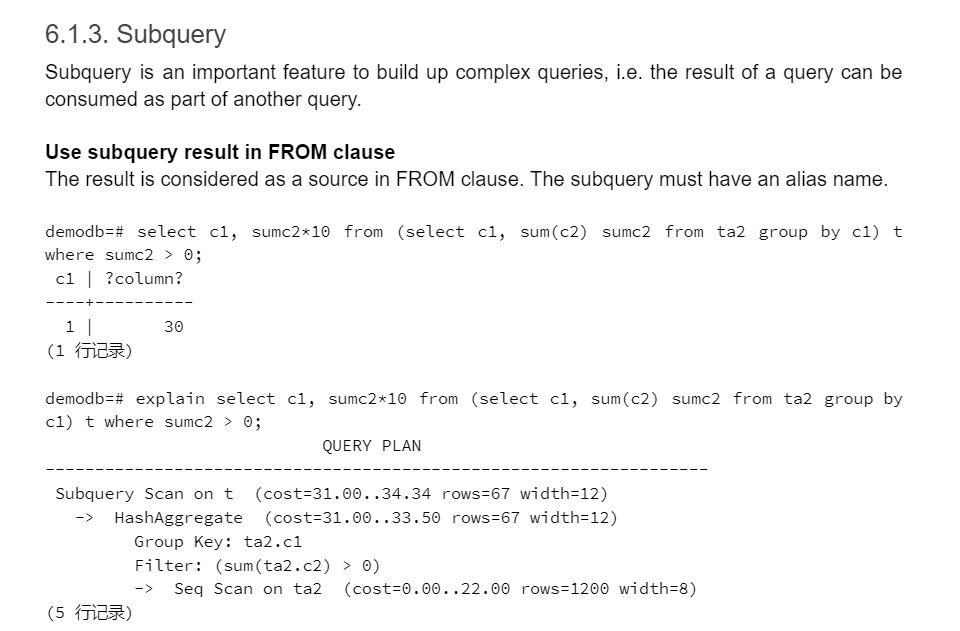 6.1.3. Subquery
Subquery is an important feature to build up complex queries, i.e. the result of a query can be
consumed as part of another query.
Use subquery result in FROM clause
The result is considered as a source in FROM clause. The subquery must have an alias name.
demodb=# select c1, sumc2*10 from (select c1, sum(c2) sumc2 from ta2 group by c1) t
where sumc2 > 0;
 c1 | ?column?
----+----------
  1 |       30
(1 行记录)
demodb=# explain select c1, sumc2*10 from (select c1, sum(c2) sumc2 from ta2 group by
c1) t where sumc2 > 0;
                            QUERY PLAN
-------------------------------------------------------------------
 Subquery Scan on t  (cost=31.00..34.34 rows=67 width=12)
   ->  HashAggregate  (cost=31.00..33.50 rows=67 width=12)
         Group Key: ta2.c1
         Filter: (sum(ta2.c2) > 0)
         ->  Seq Scan on ta2  (cost=0.00..22.00 rows=1200 width=8)
(5 行记录)